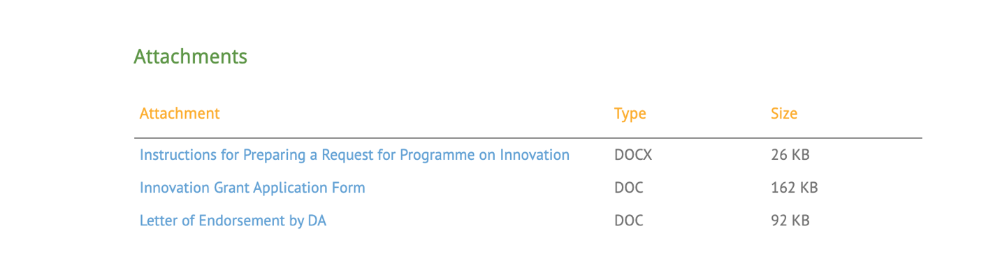 Attachments
Attachment Type Size
Instructions for Preparing a Request for Programme on Innovation DOCX 26 KB
Innovation Grant Application Form DOC 162 KB
Letter of Endorsement by DA DOC 92 KB